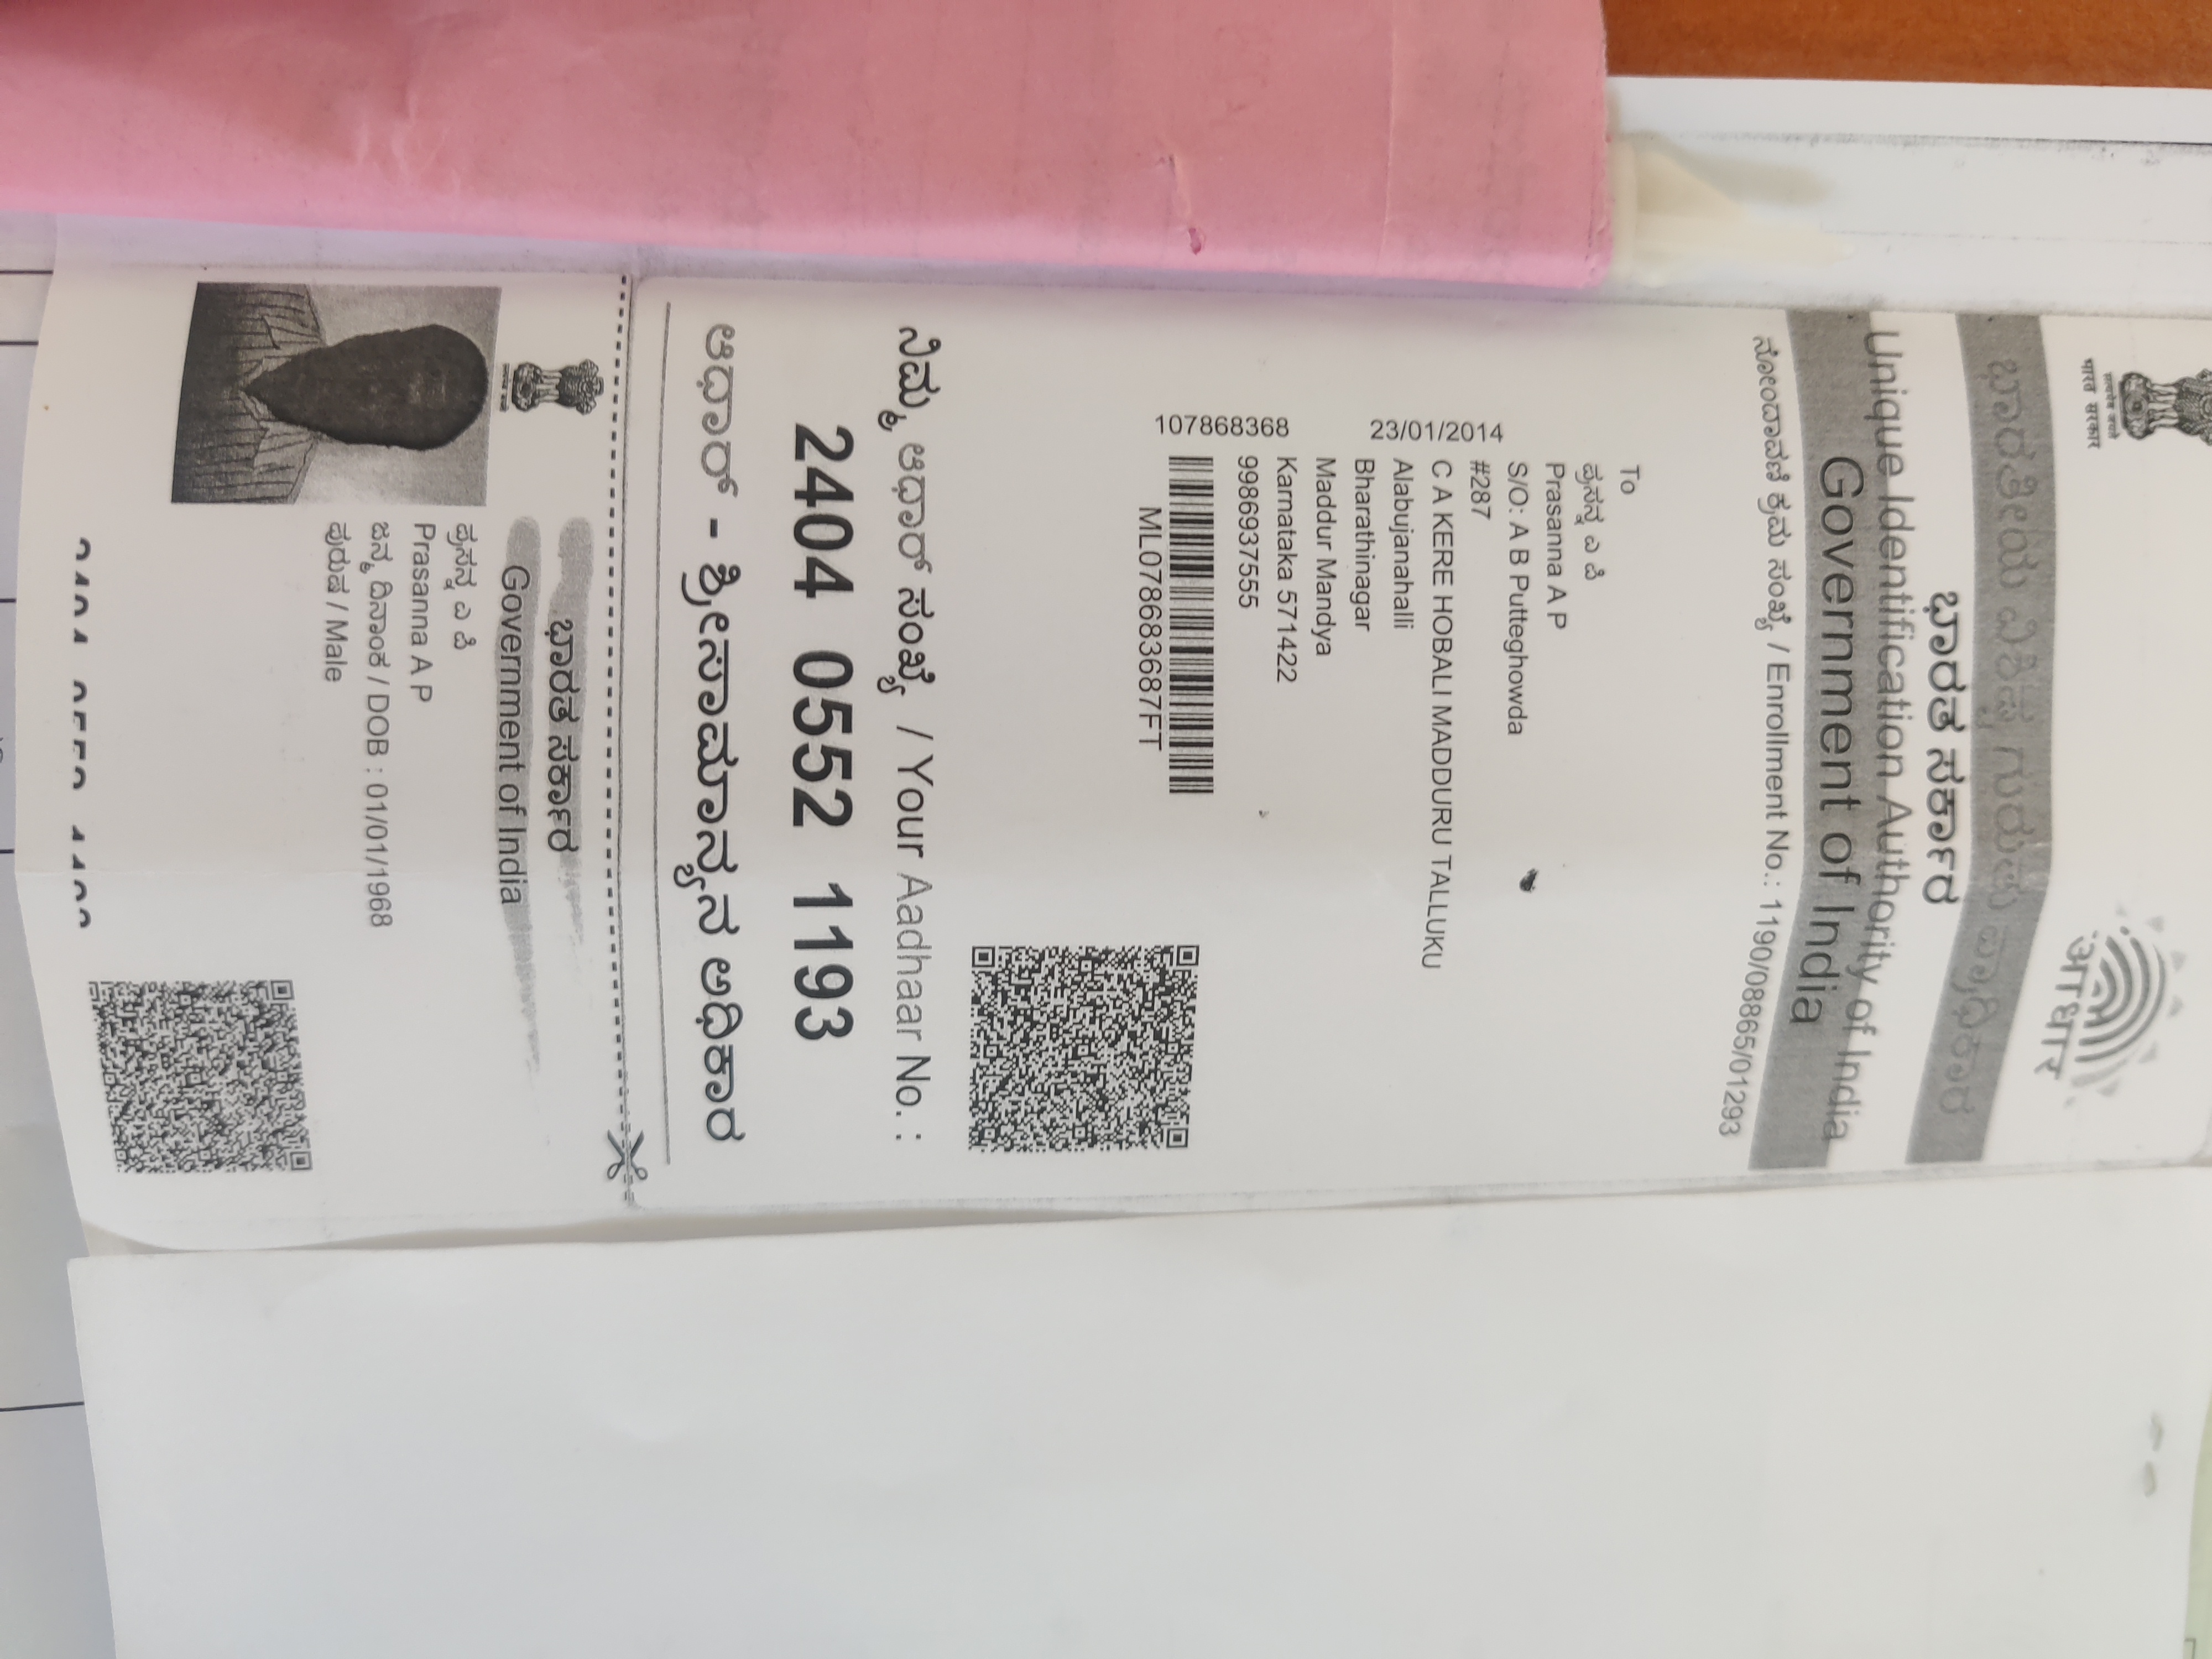 भारत सरकार
आधार
ಭಾರತೀಯ ವಿಶಿಷ್ಟ ಗುರುತು ಪ್ರಾಧಿಕಾರ
ಭಾರತ ಸರ್ಕಾರ
Unique Identification Authority of India
Government of India
ನೋಂದಾವಣೆ ಕ್ರಮ ಸಂಖ್ಯೆ / Enrollment No.: 1190/08865/01293
To
ಪ್ರಸನ್ನ ಎ ಪಿ
Prasanna A P
S/O: A B Putteghowda
#287
C A KERE HOBALI MADDURU TALLUKU
Alabujanahalli
Bharathinagar
Maddur Mandya
Karnataka 571422
9986937555
23/01/2014
107868368
ML078683687FT
ನಿಮ್ಮ ಆಧಾರ್ ಸಂಖ್ಯೆ / Your Aadhaar No. :
2404 0552 1193
ಆಧಾರ್ - ಶ್ರೀಸಾಮಾನ್ಯನ ಅಧಿಕಾರ
ಭಾರತ ಸರ್ಕಾರ
Government of India
ಪ್ರಸನ್ನ ಎ ಪಿ
Prasanna A P
ಜನ್ಮ ದಿನಾಂಕ / DOB : 01/01/1968
ಪುರುಷ / Male